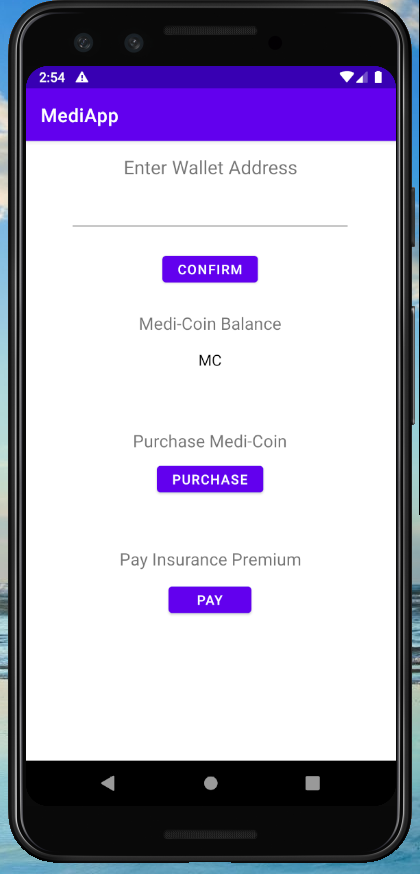 2:54
MediApp
Enter Wallet Address
CONFIRM
Medi-Coin Balance
MC
Purchase Medi-Coin
PURCHASE
Pay Insurance Premium
PAY